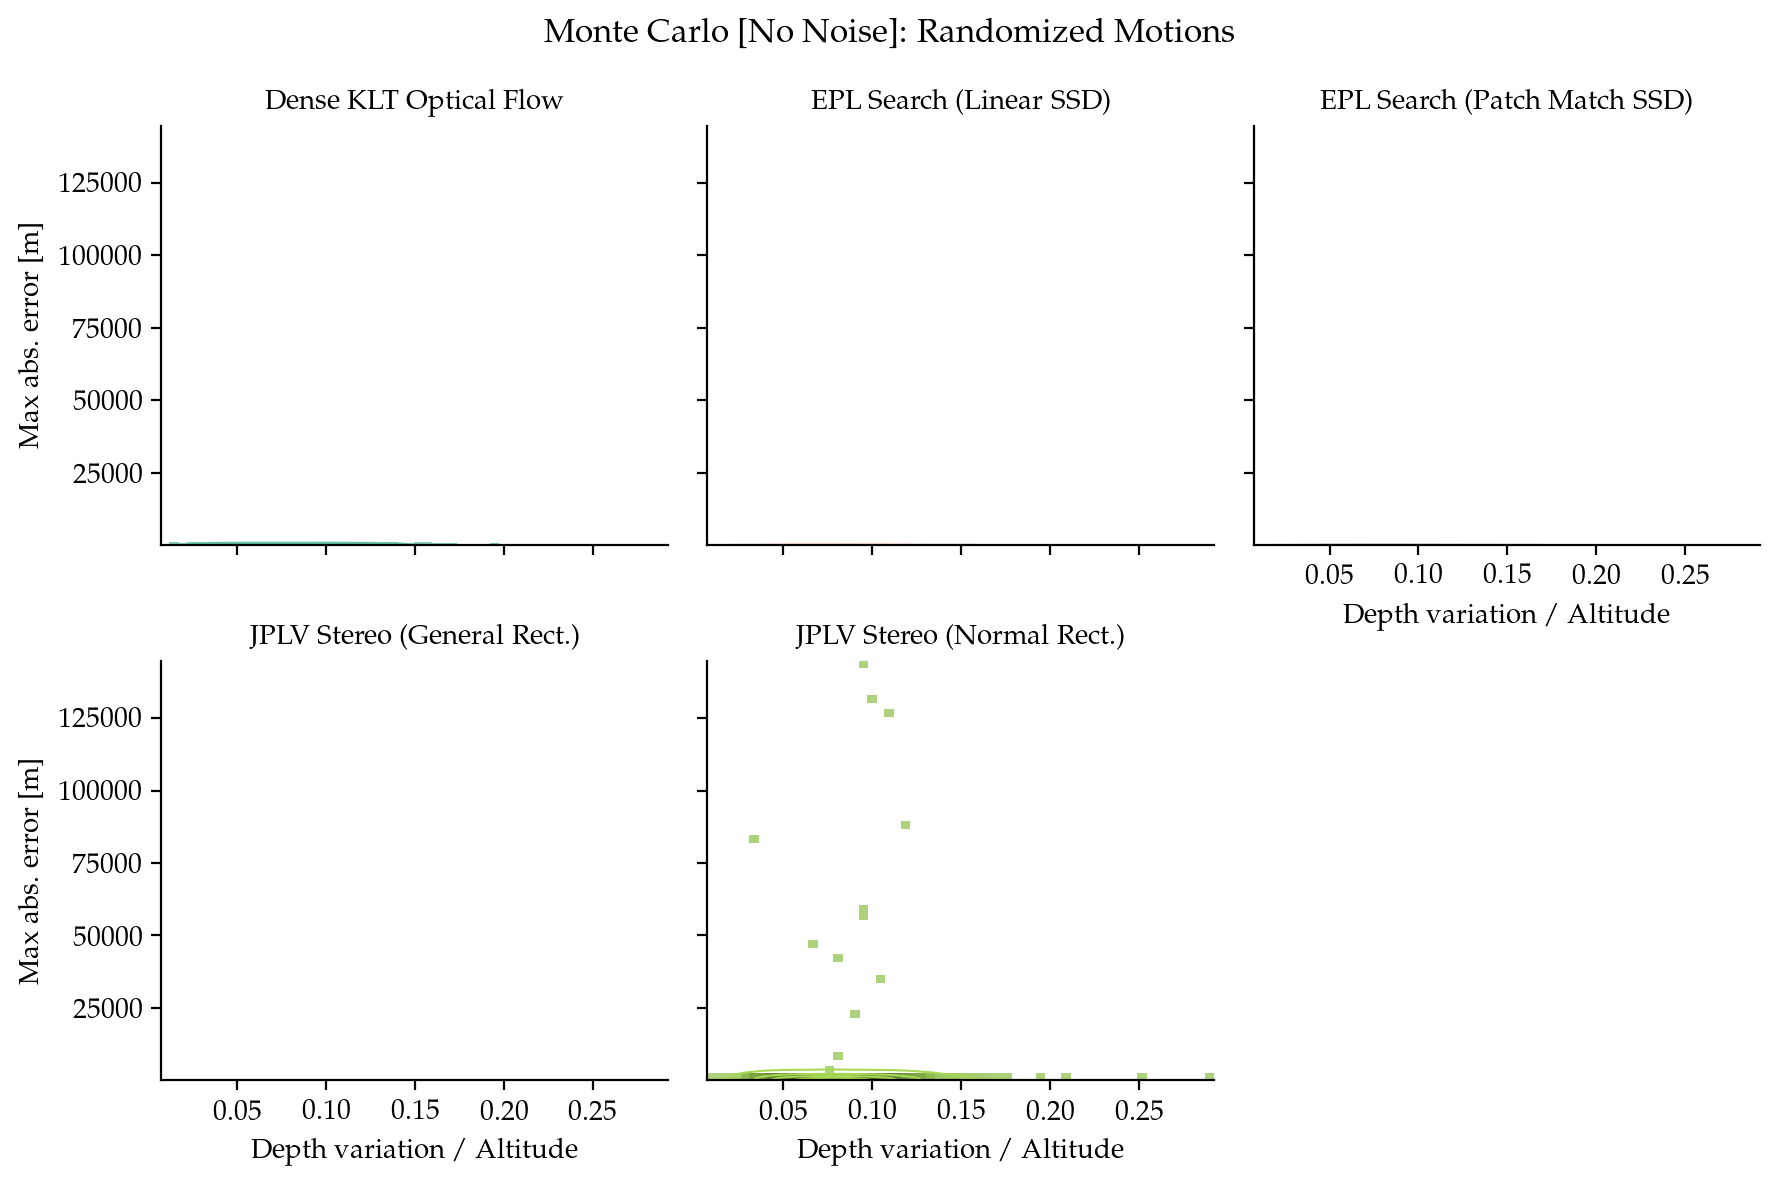 Monte Carlo [No Noise]: Randomized Motions
Dense KLT Optical Flow
EPL Search (Linear SSD)
EPL Search (Patch Match SSD)
125000
100000
75000
50000
25000
Max abs. error [m]
0.05 0.10 0.15 0.20 0.25
Depth variation / Altitude
JPLV Stereo (General Rect.)
JPLV Stereo (Normal Rect.)
125000
100000
75000
50000
25000
Max abs. error [m]
0.05 0.10 0.15 0.20 0.25
0.05 0.10 0.15 0.20 0.25
Depth variation / Altitude
Depth variation / Altitude